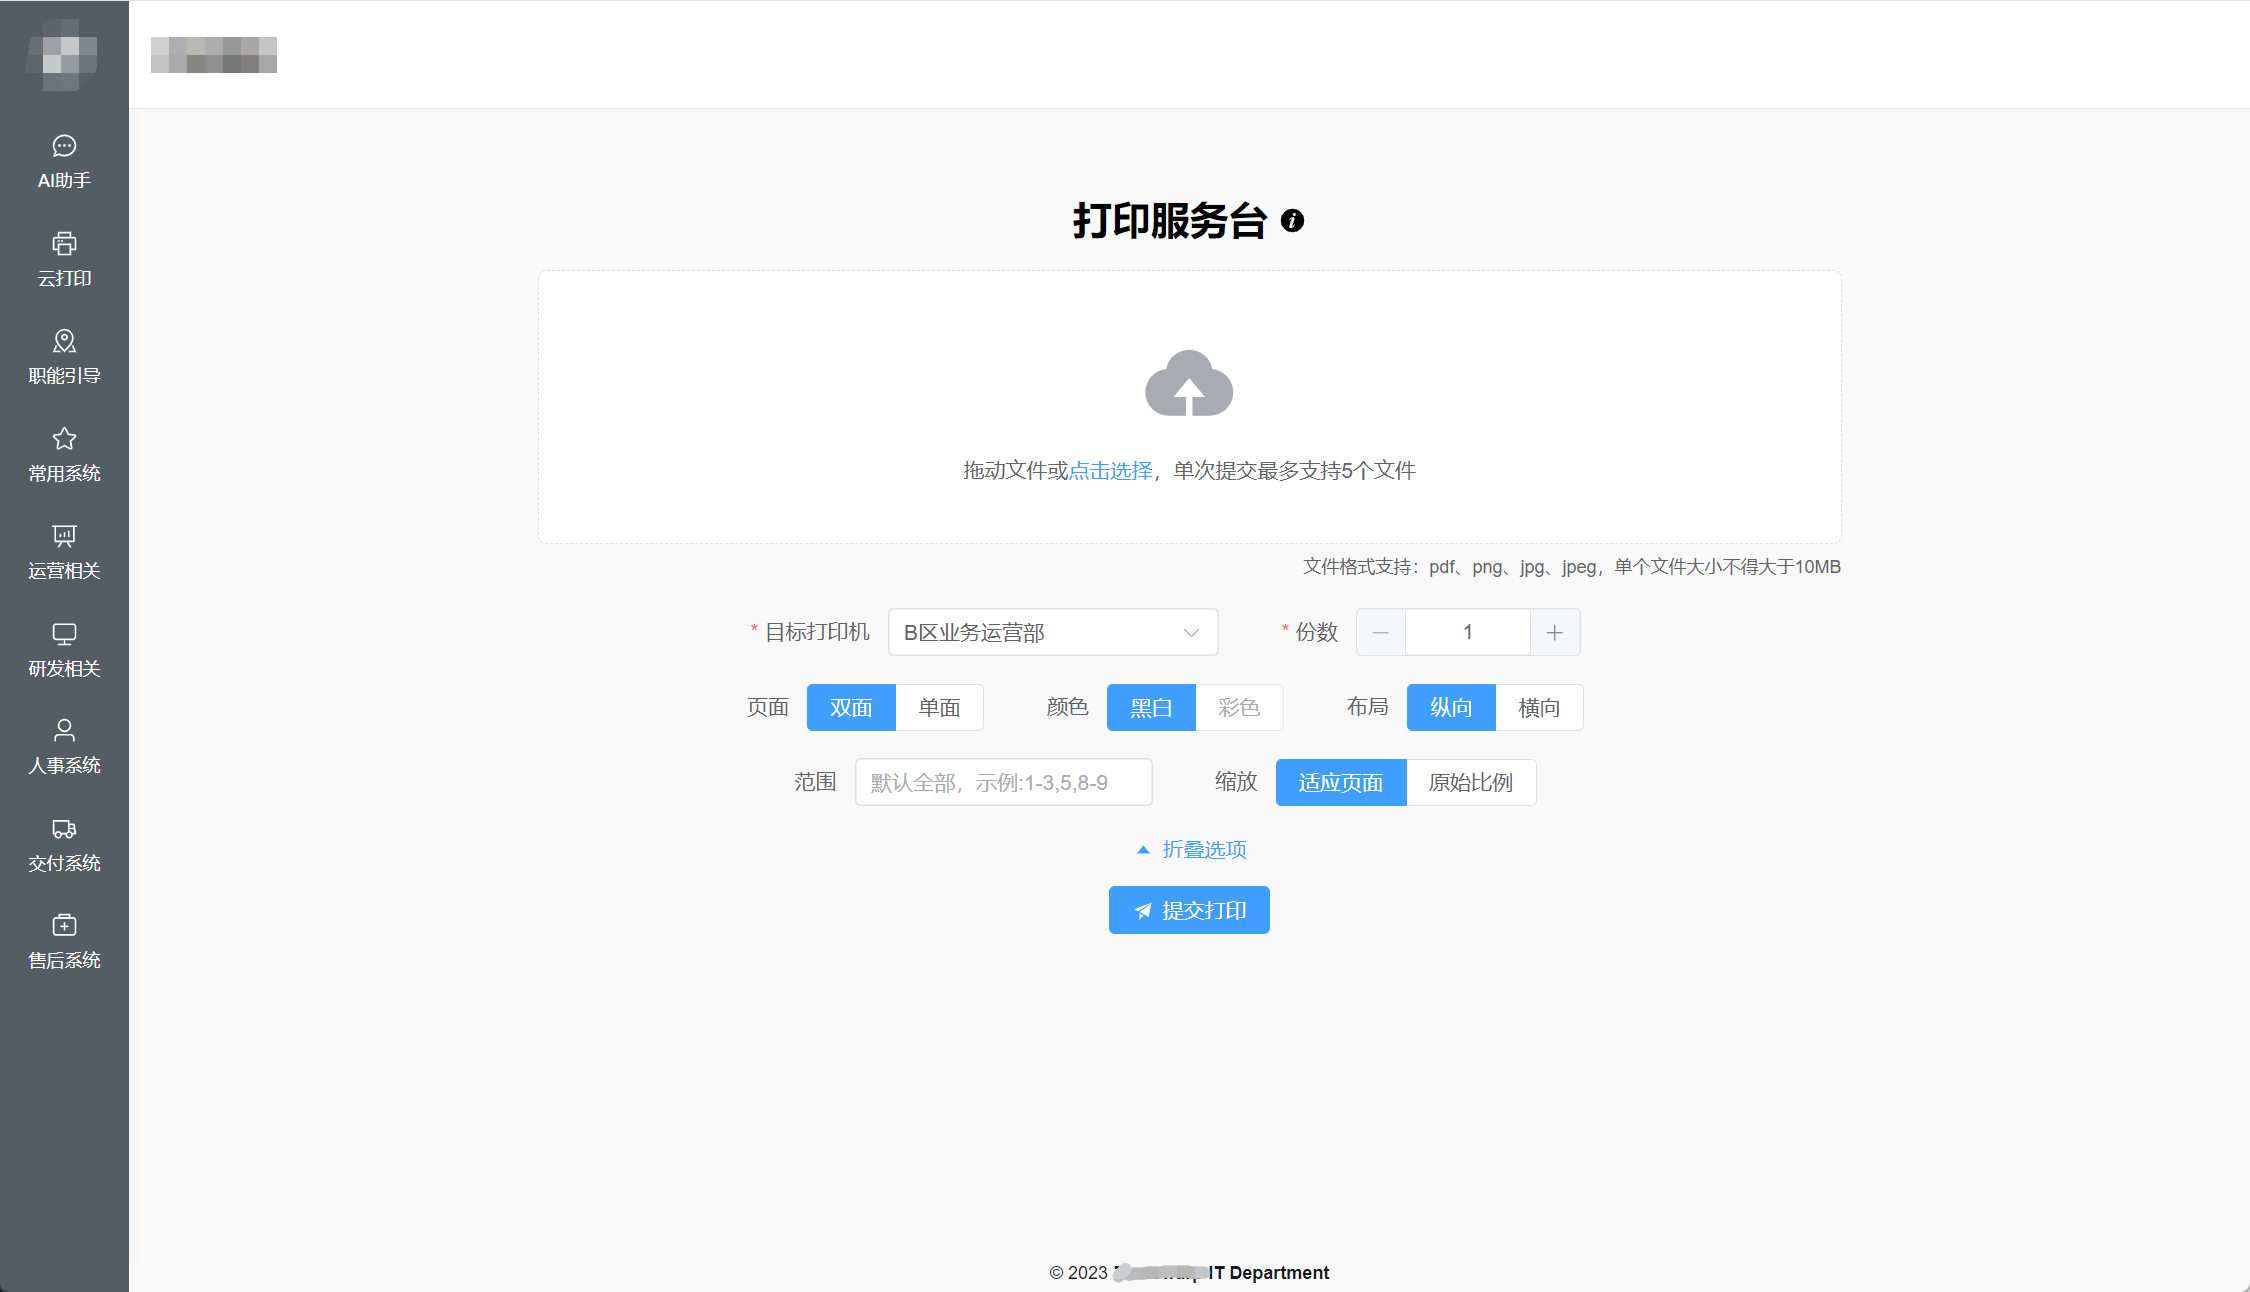 AI助手
云打印
职能引导
常用系统
运营相关
研发相关
人事系统
交付系统
售后系统
打印服务台
拖动文件或点击选择，单次提交最多支持5个文件
文件格式支持：pdf、png、jpg、jpeg，单个文件大小不得大于10MB
* 目标打印机 B区业务运营部 * 份数 1
页面 双面 单面 颜色 黑白 彩色 布局 纵向 横向
范围 默认全部，示例:1-3,5,8-9 缩放 适应页面 原始比例
折叠选项
提交打印
© 2023 IT Department